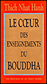 Thich Nhat Hanh
LE CŒUR
DES
ENSEIGNEMENTS
DU
BOUDDHA